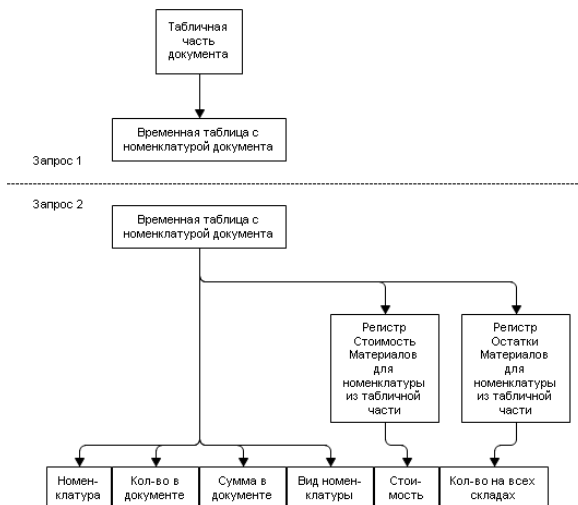 Табличная
часть
документа
Временная таблица с
номенклатурой документа
Запрос 1
Запрос 2
Временная таблица с
номенклатурой документа
Регистр
Стоимость
Материалов
для
номенклатуры
из табличной
части
Регистр
Остатки
Материалов
для
номенклатуры
из табличной
части
Номен-
клатура
Кол-во в
документе
Сумма в
документе
Вид номен-
клатуры
Стои-
мость
Кол-во на всех
складах